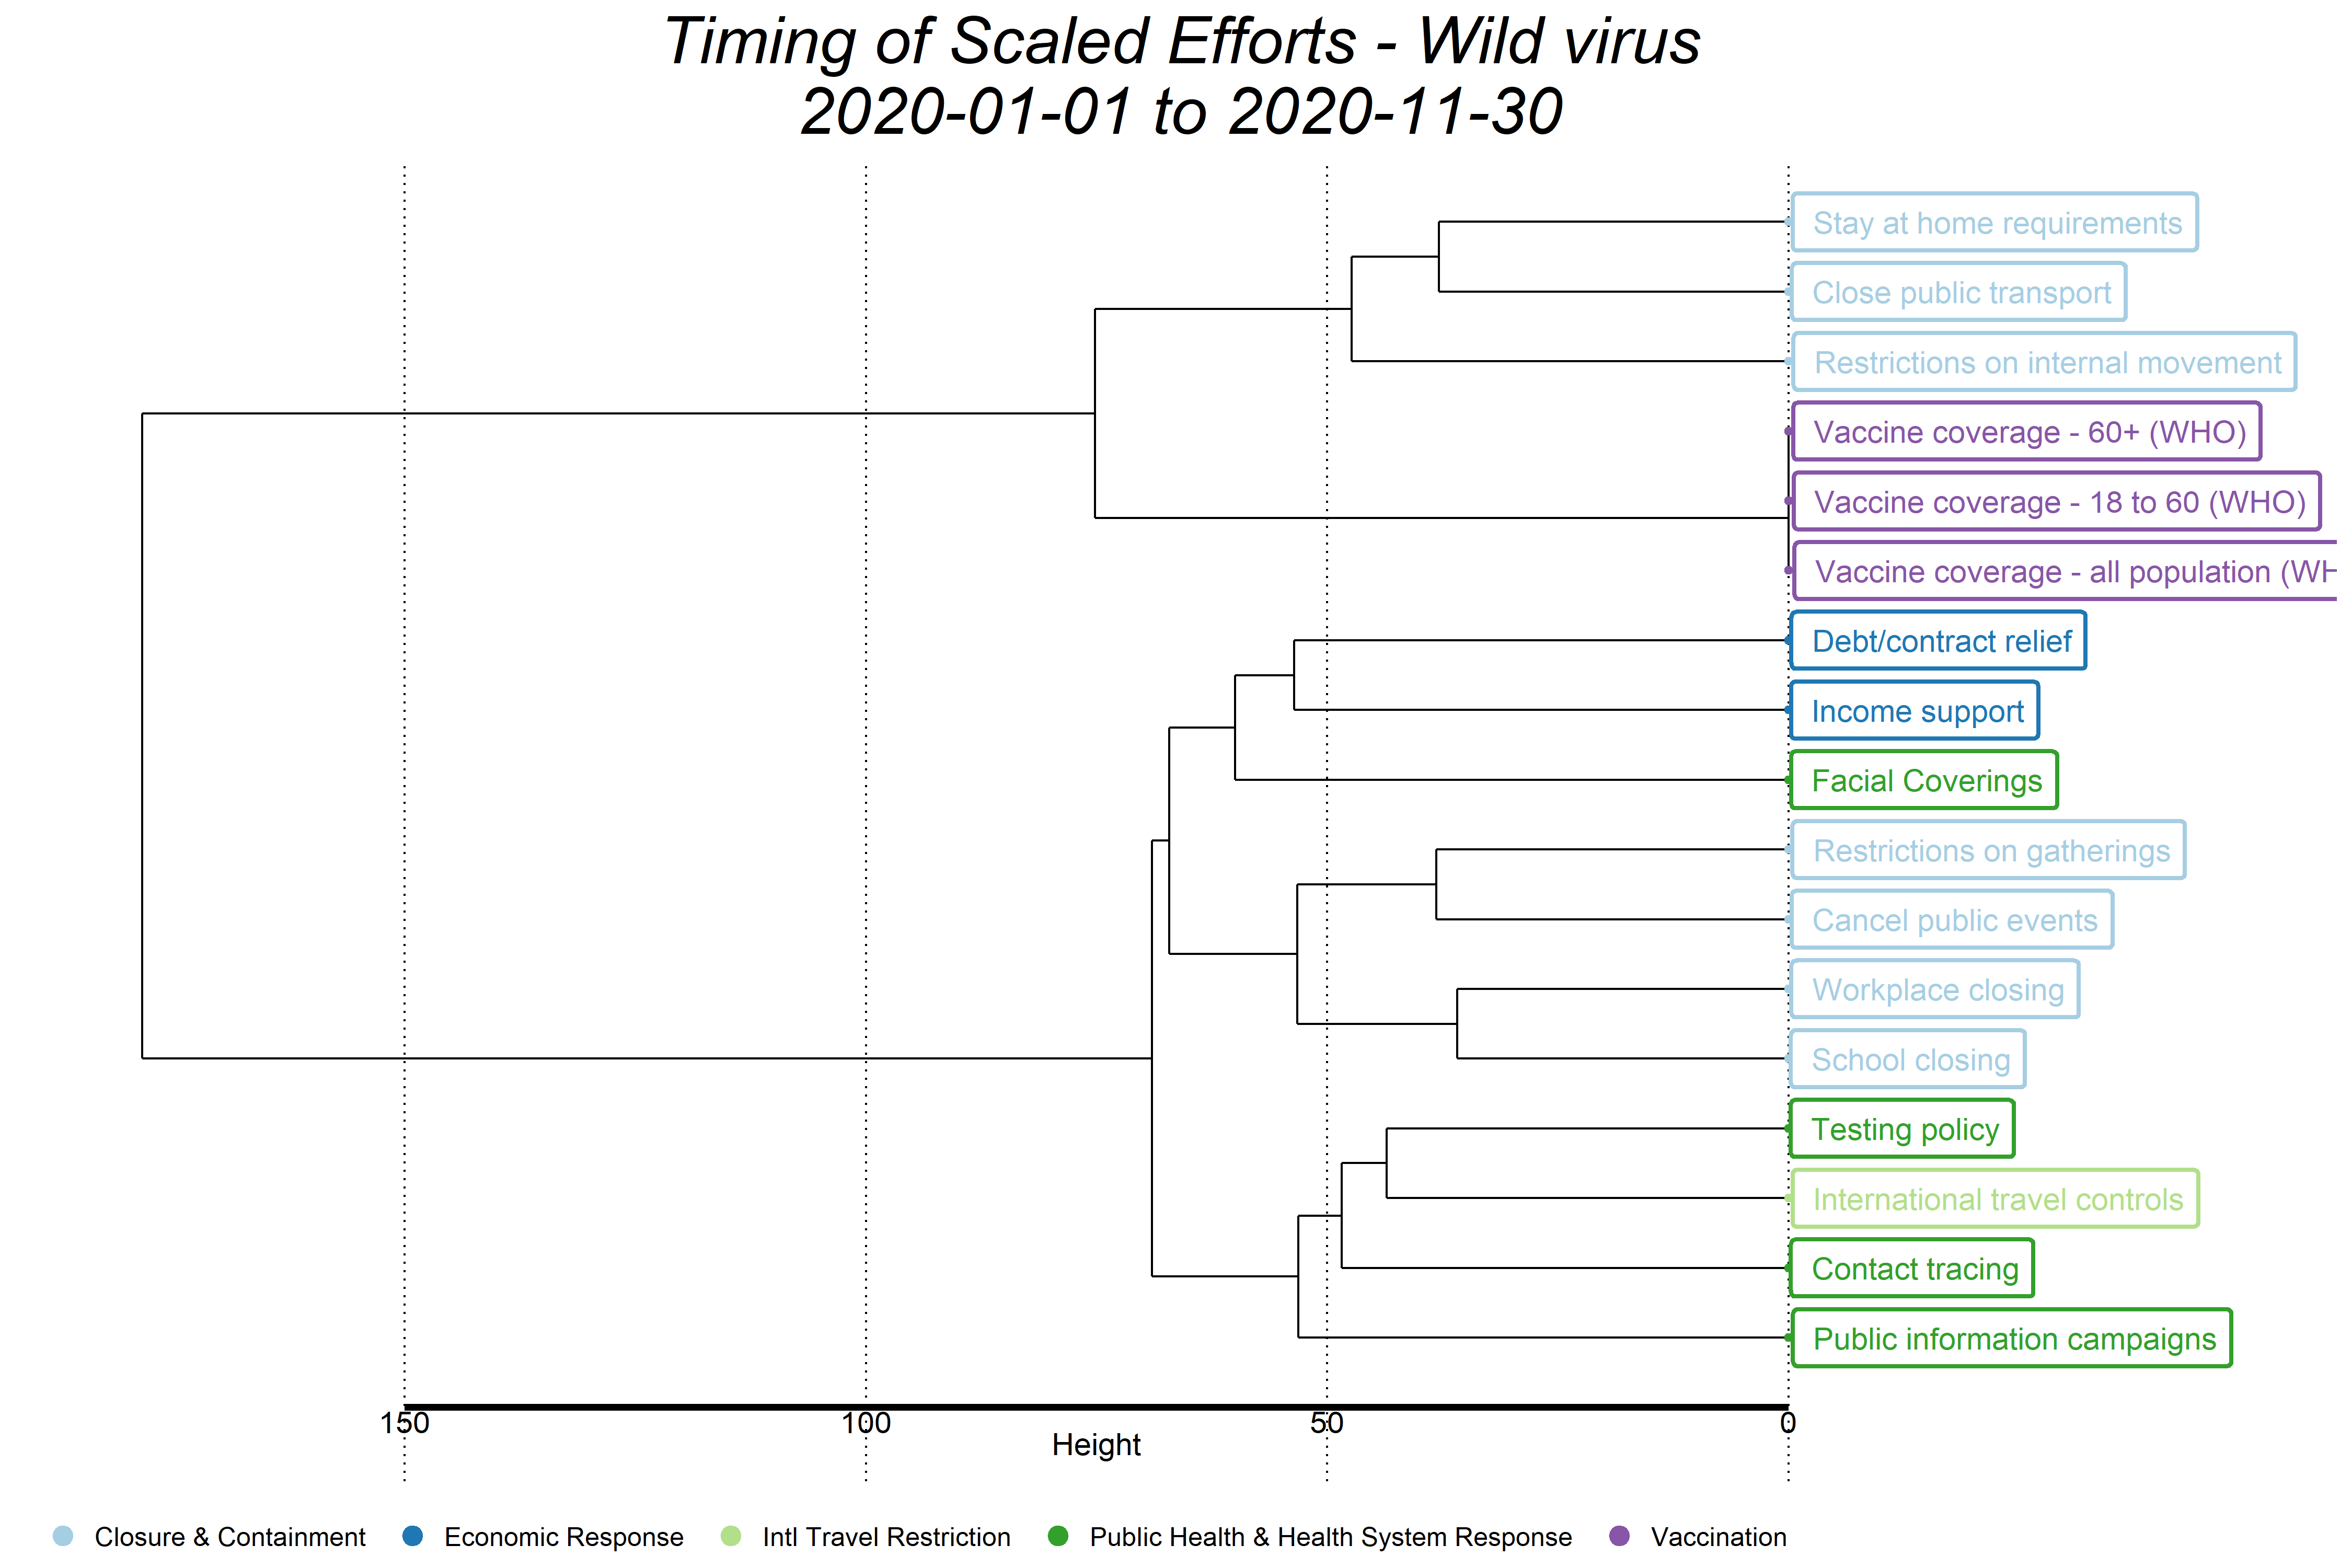 Timing of Scaled Efforts - Wild virus
2020-01-01 to 2020-11-30
Stay at home requirements
Close public transport
Restrictions on internal movement
Vaccine coverage - 60+ (WHO)
Vaccine coverage - 18 to 60 (WHO)
Vaccine coverage - all population (WH
Debt/contract relief
Income support
Facial Coverings
Restrictions on gatherings
Cancel public events
Workplace closing
School closing
Testing policy
International travel controls
Contact tracing
Public information campaigns
150 100 50 0
Height
Closure & Containment Economic Response Intl Travel Restriction Public Health & Health System Response Vaccination